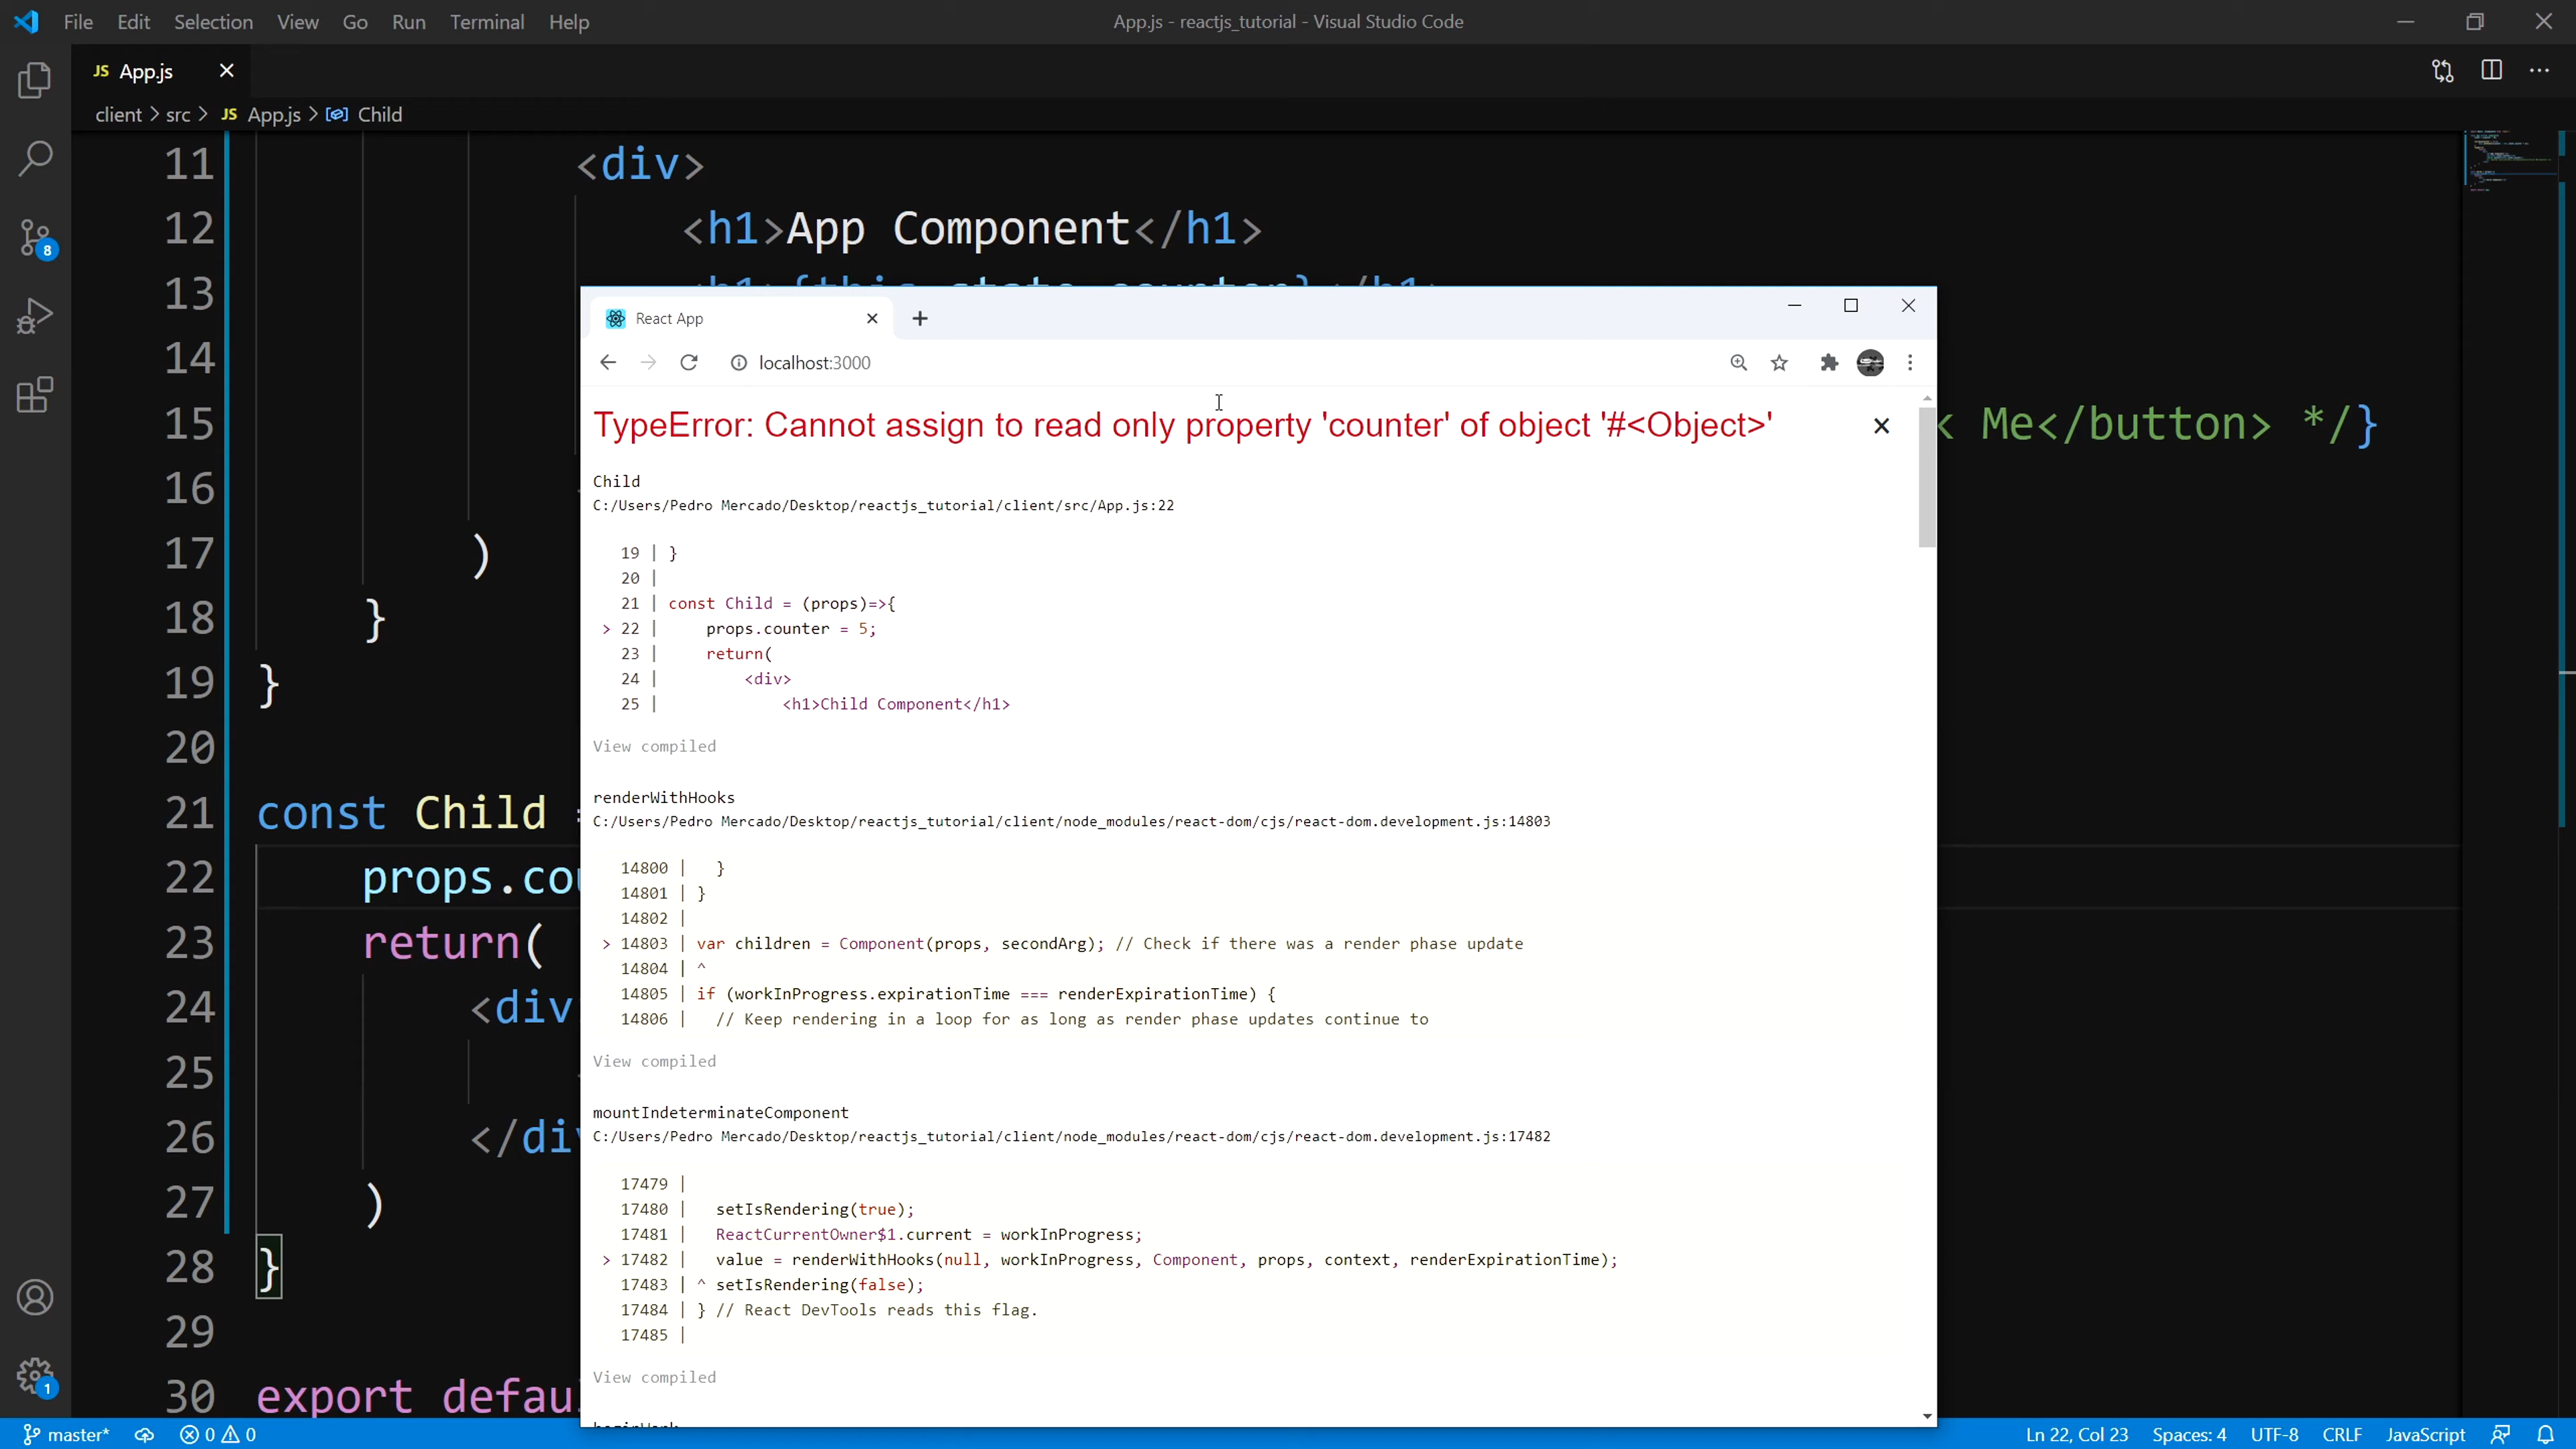 File Edit Selection View Go Run Terminal Help App.js - reactjs_tutorial - Visual Studio Code
JS App.js
client > src > JS App.js > Child
11 <div>
12 <h1>App Component</h1>
13 <h1>{this.state.counter}</h1>
14
15 Me</button> */}
16
17 )
18 }
19 }
20
21 const Child
22 props.cou
23 return(
24 <div
25
26 </div
27 )
28 }
29
30 export defau
8
1
React App
localhost:3000
TypeError: Cannot assign to read only property 'counter' of object '#<Object>'
Child
C:/Users/Pedro Mercado/Desktop/reactjs_tutorial/client/src/App.js:22
19 | }
20 |
21 | const Child = (props)=>{
> 22 | props.counter = 5;
23 | return(
24 | <div>
25 | <h1>Child Component</h1>
View compiled
renderWithHooks
C:/Users/Pedro Mercado/Desktop/reactjs_tutorial/client/node_modules/react-dom/cjs/react-dom.development.js:14803
14800 | }
14801 | }
14802 |
> 14803 | var children = Component(props, secondArg); // Check if there was a render phase update
14804 | ^
14805 | if (workInProgress.expirationTime === renderExpirationTime) {
14806 | // Keep rendering in a loop for as long as render phase updates continue to
View compiled
mountIndeterminateComponent
C:/Users/Pedro Mercado/Desktop/reactjs_tutorial/client/node_modules/react-dom/cjs/react-dom.development.js:17482
17479 |
17480 | setIsRendering(true);
17481 | ReactCurrentOwner$1.current = workInProgress;
> 17482 | value = renderWithHooks(null, workInProgress, Component, props, context, renderExpirationTime);
17483 | ^ setIsRendering(false);
17484 | } // React DevTools reads this flag.
17485 |
View compiled
beginWork
master* 0 0 Ln 22, Col 23 Spaces: 4 UTF-8 CRLF JavaScript